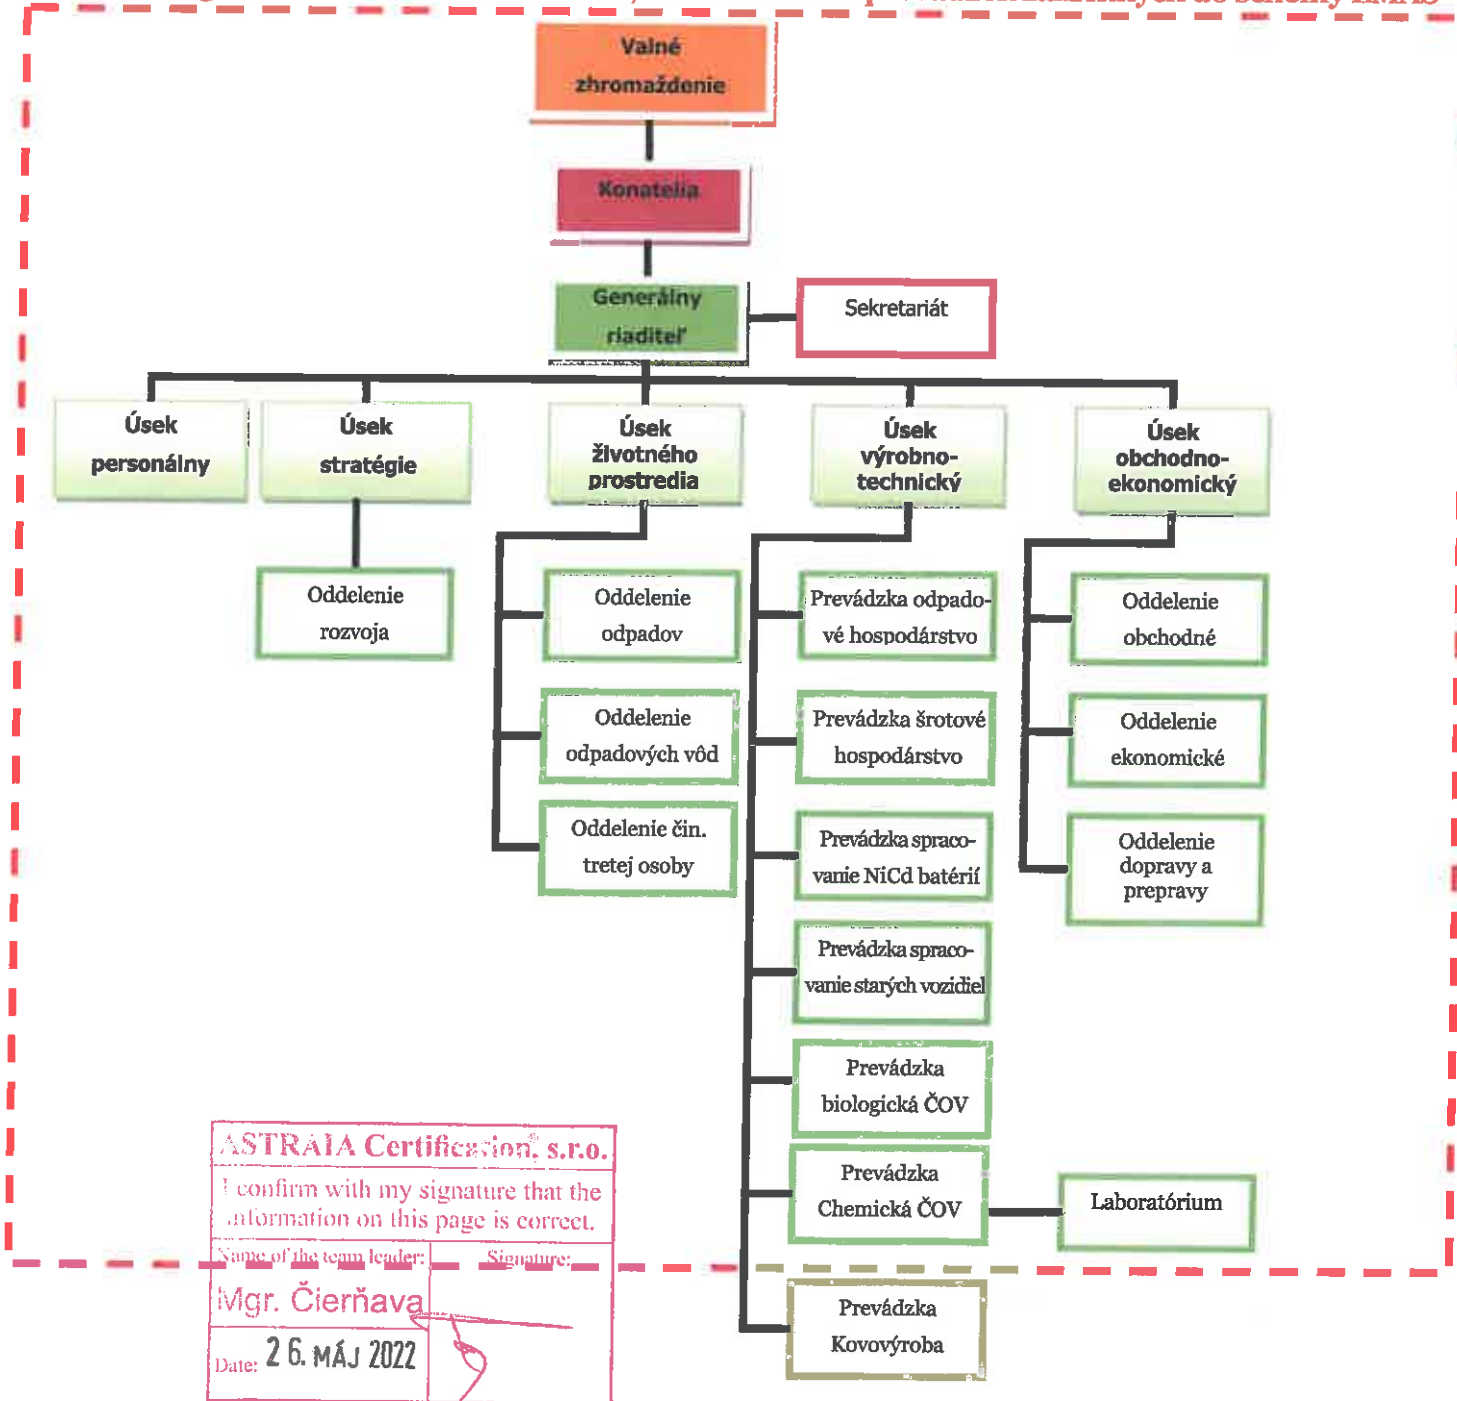 Valné
zhromaždenie
Konatelia
Generálny
riaditeľ
Sekretariát
Úsek
personálny
Úsek
stratégie
Úsek
životného
prostredia
Úsek
výrobno-
technický
Úsek
obchodno-
ekonomický
Oddelenie
rozvoja
Oddelenie
odpadov
Oddelenie
odpadových vôd
Oddelenie čin.
tretej osoby
Prevádzka odpado-
vé hospodárstvo
Prevádzka šrotové
hospodárstvo
Prevádzka spraco-
vanie NiCd batérií
Prevádzka spraco-
vanie starých vozidiel
Prevádzka
biologická ČOV
Prevádzka
Chemická ČOV
Laboratórium
Prevádzka
Kovovýroba
Oddelenie
obchodné
Oddelenie
ekonomické
Oddelenie
dopravy a
prepravy
ASTRAIA Certification, s.r.o.
I confirm with my signature that the
information on this page is correct.
Name of the team leader:
Signature:
Mgr. Čierňava
Date: 26. MÁJ 2022